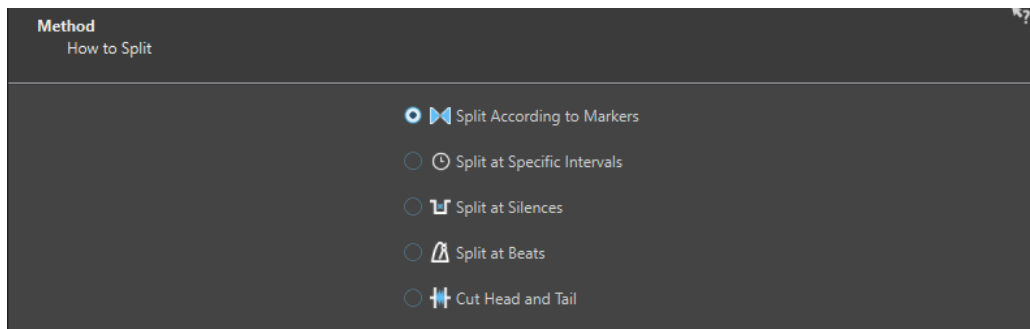 Method
How to Split
Split According to Markers
Split at Specific Intervals
Split at Silences
Split at Beats
Cut Head and Tail